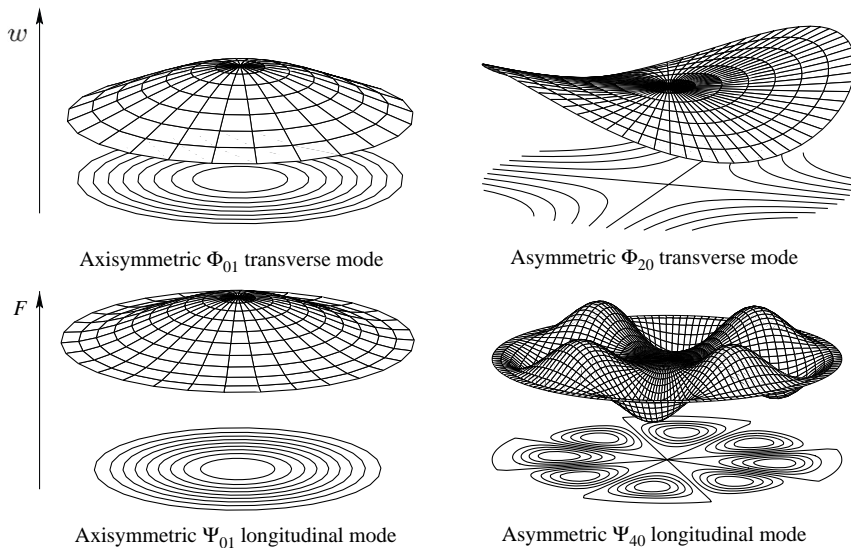 w
Axisymmetric Φ01 transverse mode
Asymmetric Φ20 transverse mode
F
Axisymmetric Ψ01 longitudinal mode
Asymmetric Ψ40 longitudinal mode